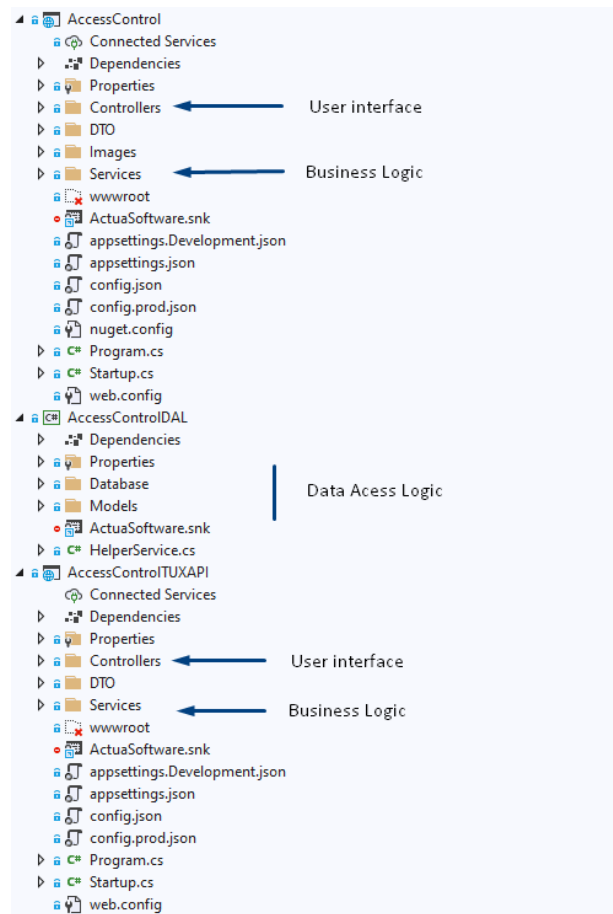 AccessControl
Connected Services
Dependencies
Properties
Controllers User interface
DTO
Images
Services Business Logic
wwwroot
ActuaSoftware.snk
appsettings.Development.json
appsettings.json
config.json
config.prod.json
nuget.config
C# Program.cs
C# Startup.cs
web.config
C# AccessControlDAL
Dependencies
Properties
Database
Data Acess Logic
Models
ActuaSoftware.snk
C# HelperService.cs
AccessControlTUXAPI
Connected Services
Dependencies
Properties
Controllers User interface
DTO
Services Business Logic
wwwroot
ActuaSoftware.snk
appsettings.Development.json
appsettings.json
config.json
config.prod.json
C# Program.cs
C# Startup.cs
web.config